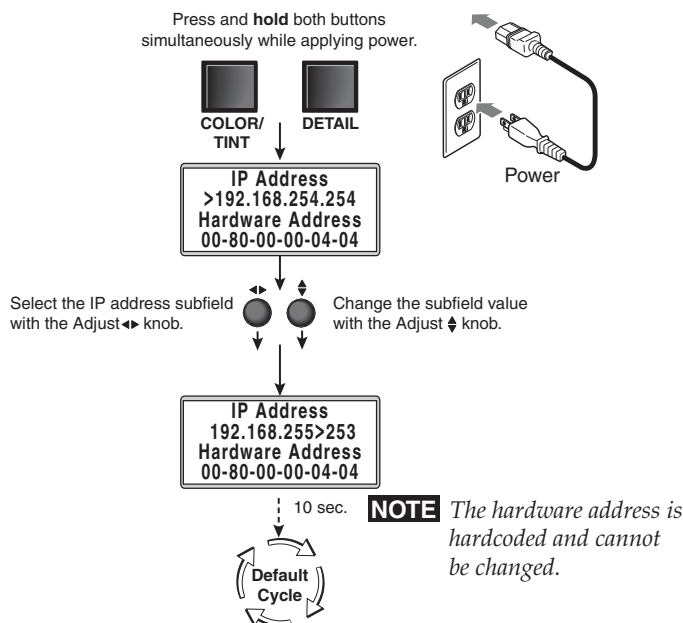 Press and hold both buttons
simultaneously while applying power.
COLOR/
TINT
DETAIL
Power
IP Address
>192.168.254.254
Hardware Address
00-80-00-00-04-04
Select the IP address subfield
with the Adjust◂▸ knob.
Change the subfield value
with the Adjust ▲▼ knob.
IP Address
192.168.255>253
Hardware Address
00-80-00-00-04-04
10 sec.
NOTE The hardware address is
hardcoded and cannot
be changed.
Default
Cycle